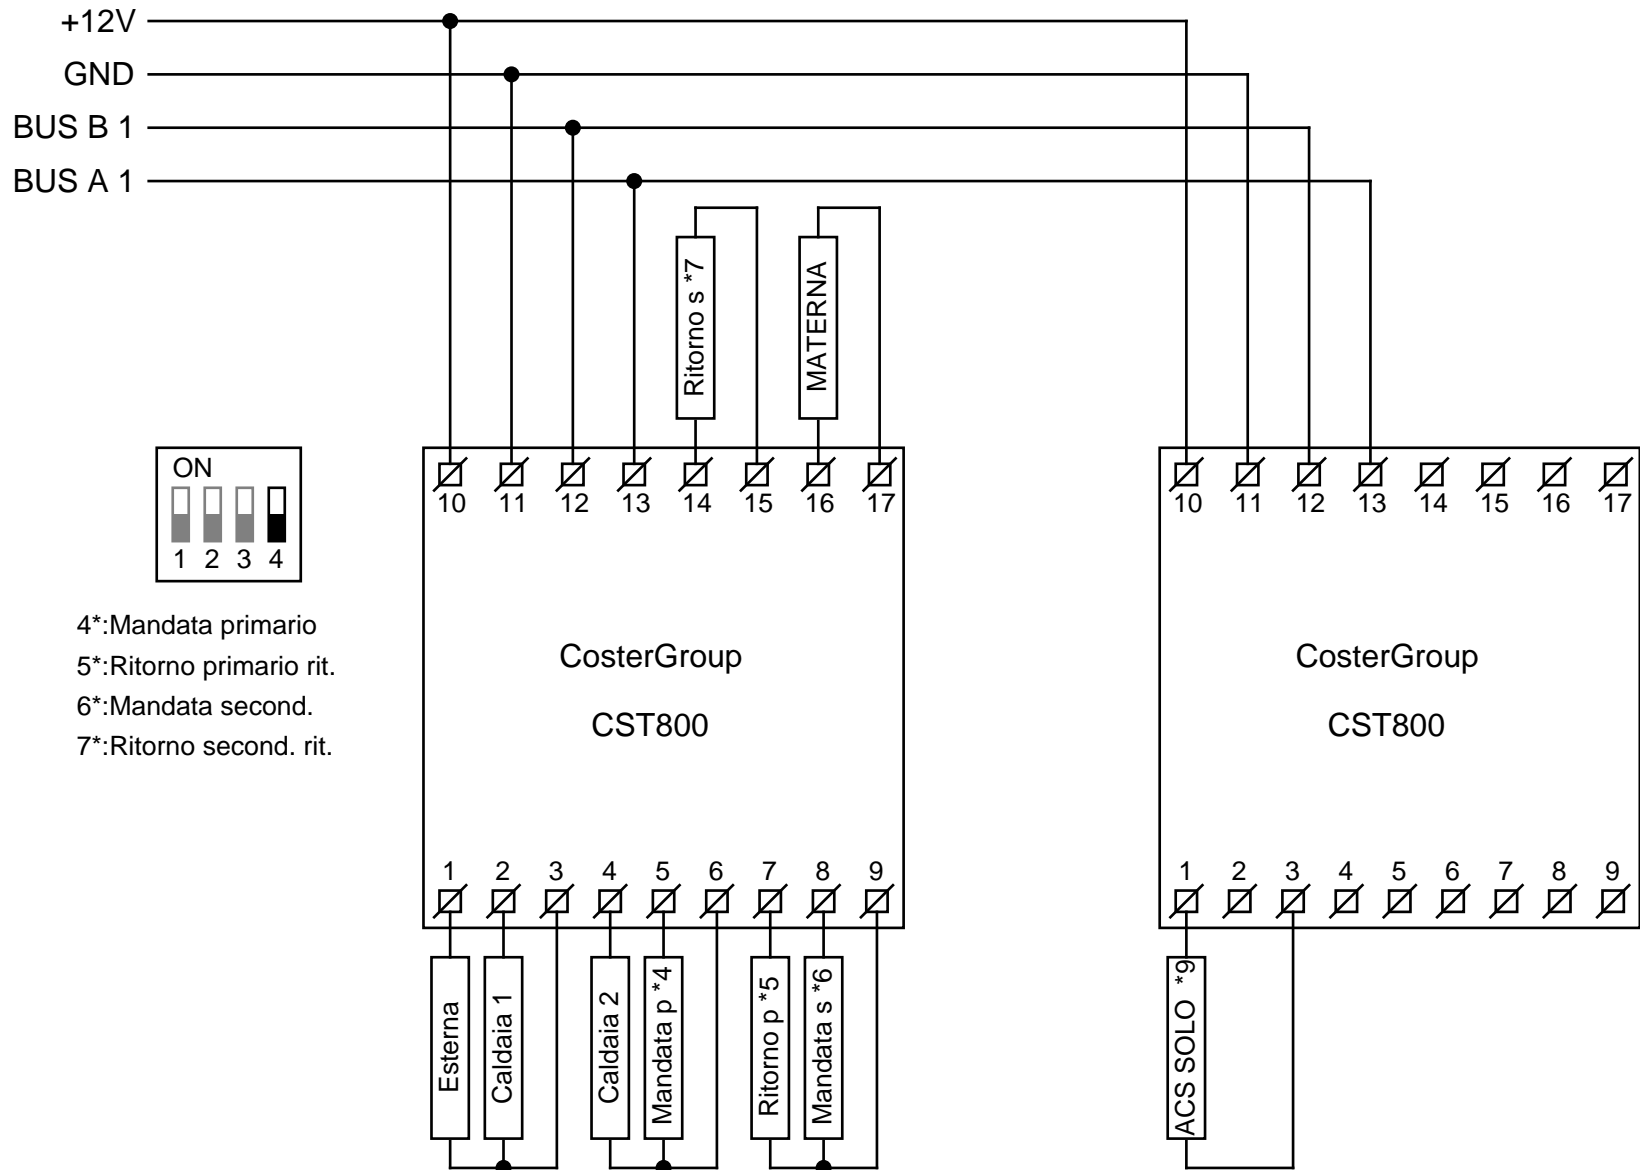 +12V
GND
BUS B 1
BUS A 1
Ritorno s *7
MATERNA
10 11 12 13 14 15 16 17
10 11 12 13 14 15 16 17
ON
1 2 3 4
4*:Mandata primario
5*:Ritorno primario rit.
6*:Mandata second.
7*:Ritorno second. rit.
CosterGroup
CST800
CosterGroup
CST800
1 2 3 4 5 6 7 8 9
1 2 3 4 5 6 7 8 9
Esterna
Caldaia 1
Caldaia 2
Mandata p *4
Ritorno p *5
Mandata s *6
ACS SOLO *9